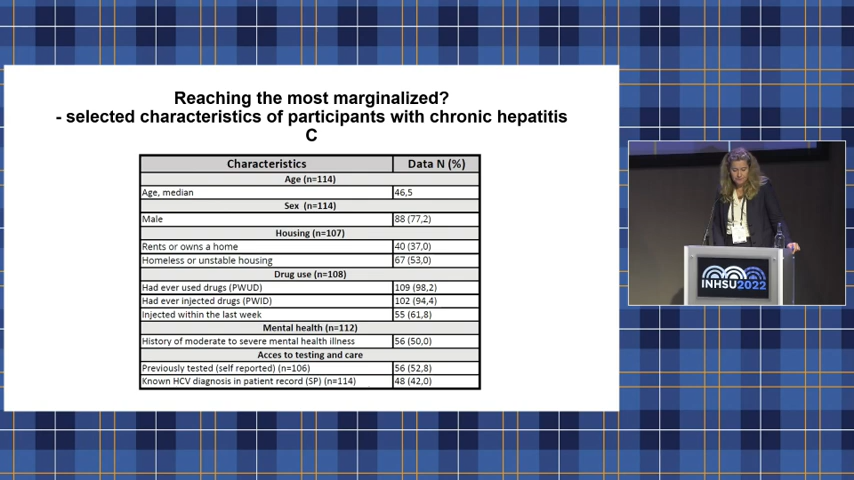 Reaching the most marginalized?
- selected characteristics of participants with chronic hepatitis
C
Characteristics Data N (%)
Age (n=114)
Age, median 46,5
Sex (n=114)
Male 88 (77,2)
Housing (n=107)
Rents or owns a home 40 (37,0)
Homeless or unstable housing 67 (53,0)
Drug use (n=108)
Had ever used drugs (PWUD) 109 (98,2)
Had ever injected drugs (PWID) 102 (94,4)
Injected within the last week 55 (61,8)
Mental health (n=112)
History of moderate to severe mental health illness 56 (50,0)
Acces to testing and care
Previously tested (self reported) (n=106) 56 (52,8)
Known HCV diagnosis in patient record (SP) (n=114) 48 (42,0)
INHSU2022